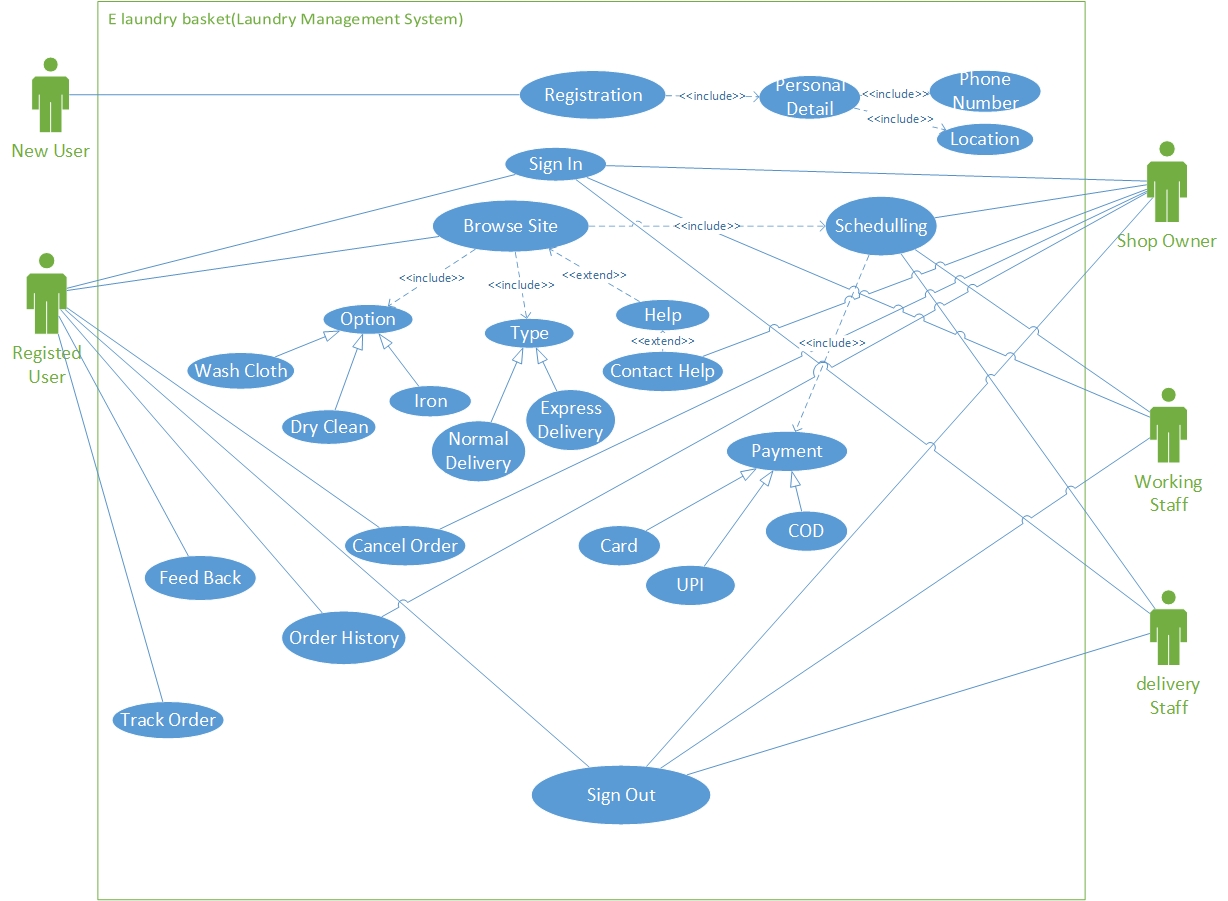 E laundry basket(Laundry Management System)
New User
Registration
<<include>>
Personal
Detail
<<include>>
Phone
Number
<<include>>
Location
Sign In
Browse Site
<<include>>
Schedulling
Shop Owner
<<include>>
<<include>>
<<extend>>
Registed
User
Option
Type
Help
<<extend>>
<<include>>
Wash Cloth
Contact Help
Iron
Dry Clean
Normal
Delivery
Express
Delivery
Payment
Working
Staff
Cancel Order
Card
COD
UPI
Feed Back
Order History
delivery
Staff
Track Order
Sign Out